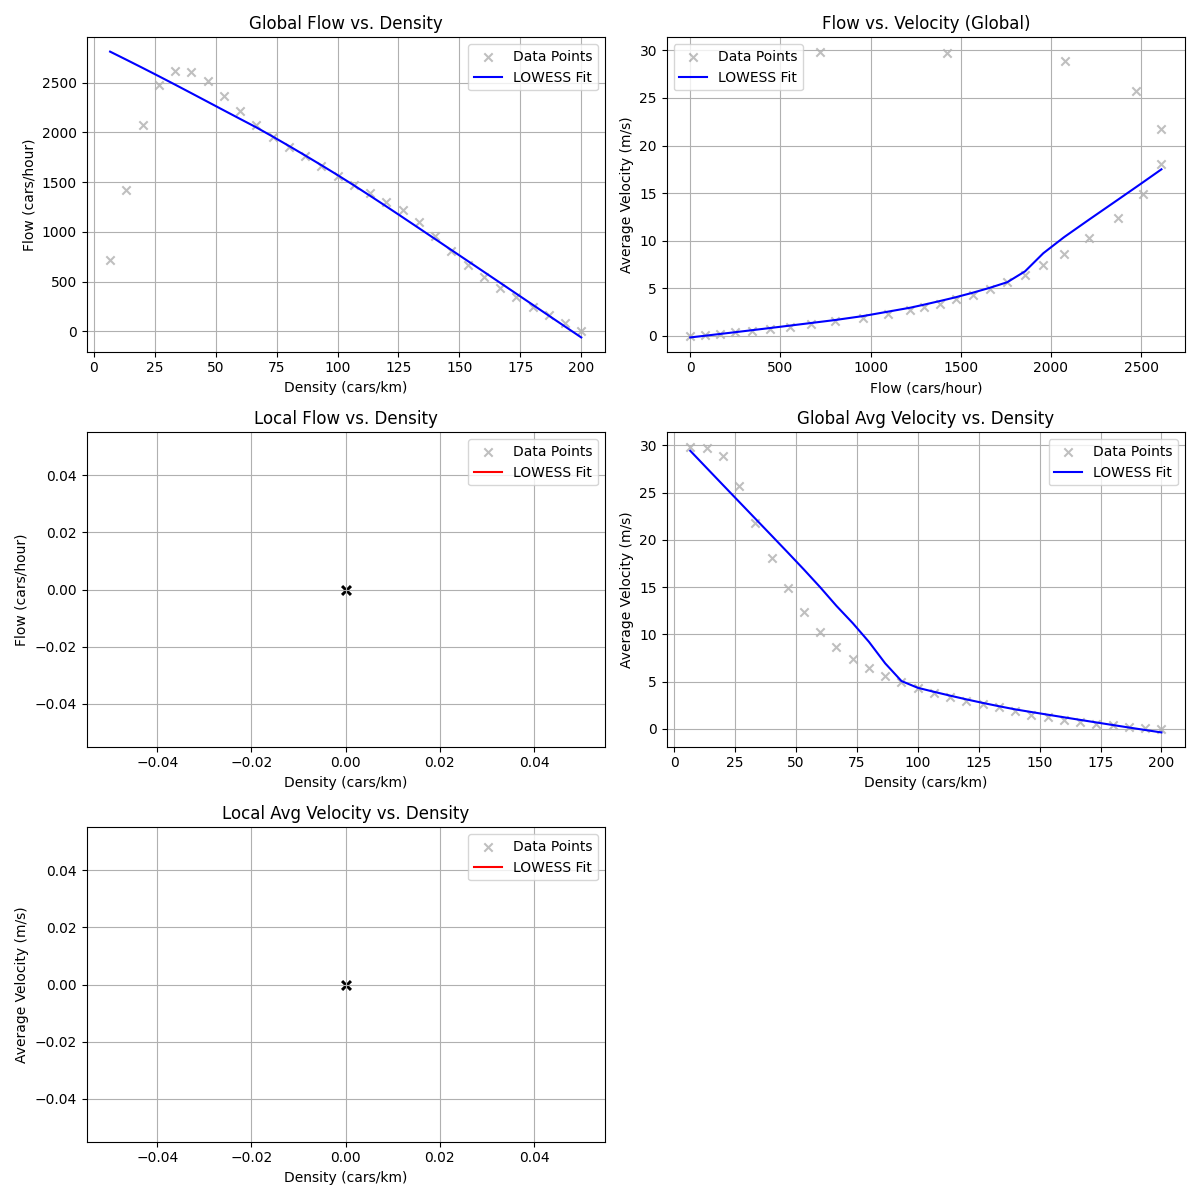 Global Flow vs. Density
Flow (cars/hour)
2500
2000
1500
1000
500
0
Data Points
LOWESS Fit
0 25 50 75 100 125 150 175 200
Density (cars/km)
Flow vs. Velocity (Global)
Average Velocity (m/s)
30
25
20
15
10
5
0
Data Points
LOWESS Fit
0 500 1000 1500 2000 2500
Flow (cars/hour)
Local Flow vs. Density
Flow (cars/hour)
0.04
0.02
0.00
−0.02
−0.04
Data Points
LOWESS Fit
−0.04 −0.02 0.00 0.02 0.04
Density (cars/km)
Global Avg Velocity vs. Density
Average Velocity (m/s)
30
25
20
15
10
5
0
Data Points
LOWESS Fit
0 25 50 75 100 125 150 175 200
Density (cars/km)
Local Avg Velocity vs. Density
Average Velocity (m/s)
0.04
0.02
0.00
−0.02
−0.04
Data Points
LOWESS Fit
−0.04 −0.02 0.00 0.02 0.04
Density (cars/km)